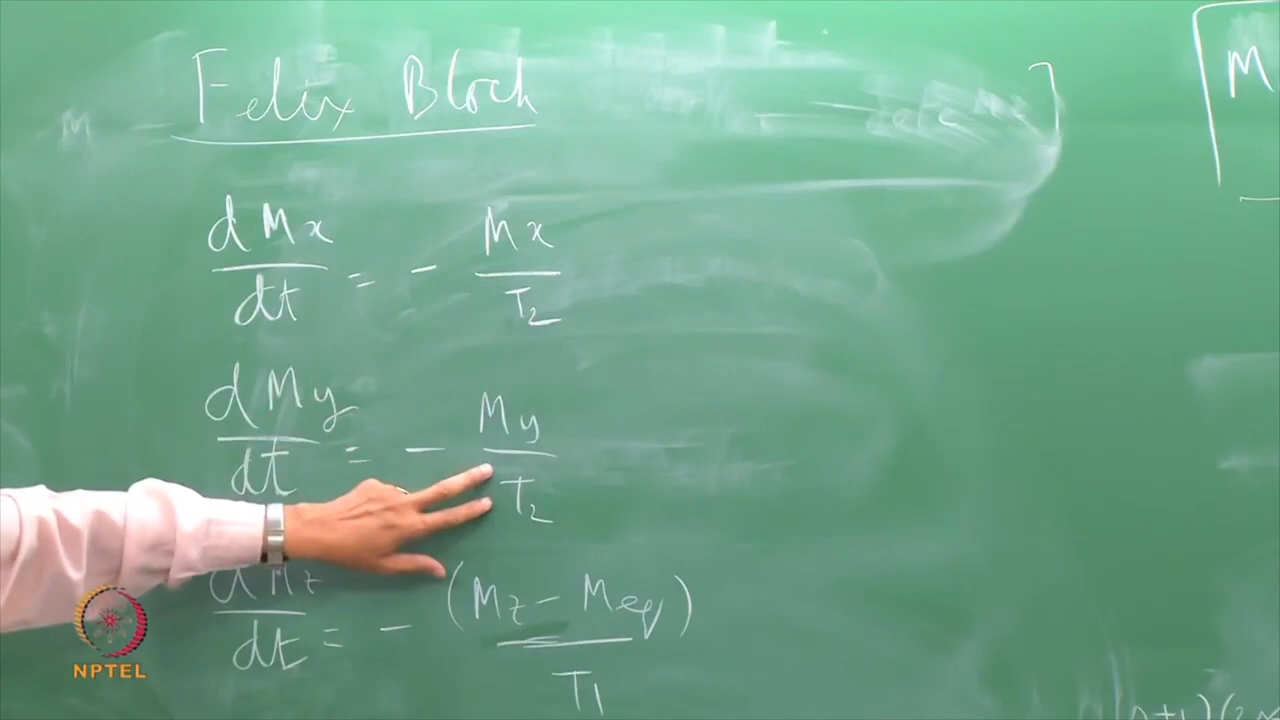 Felix Bloch
M
dMx/dt = - Mx/T2
dMy/dt = - My/T2
dMz/dt = - (Mz - Meq)/T1
NPTEL